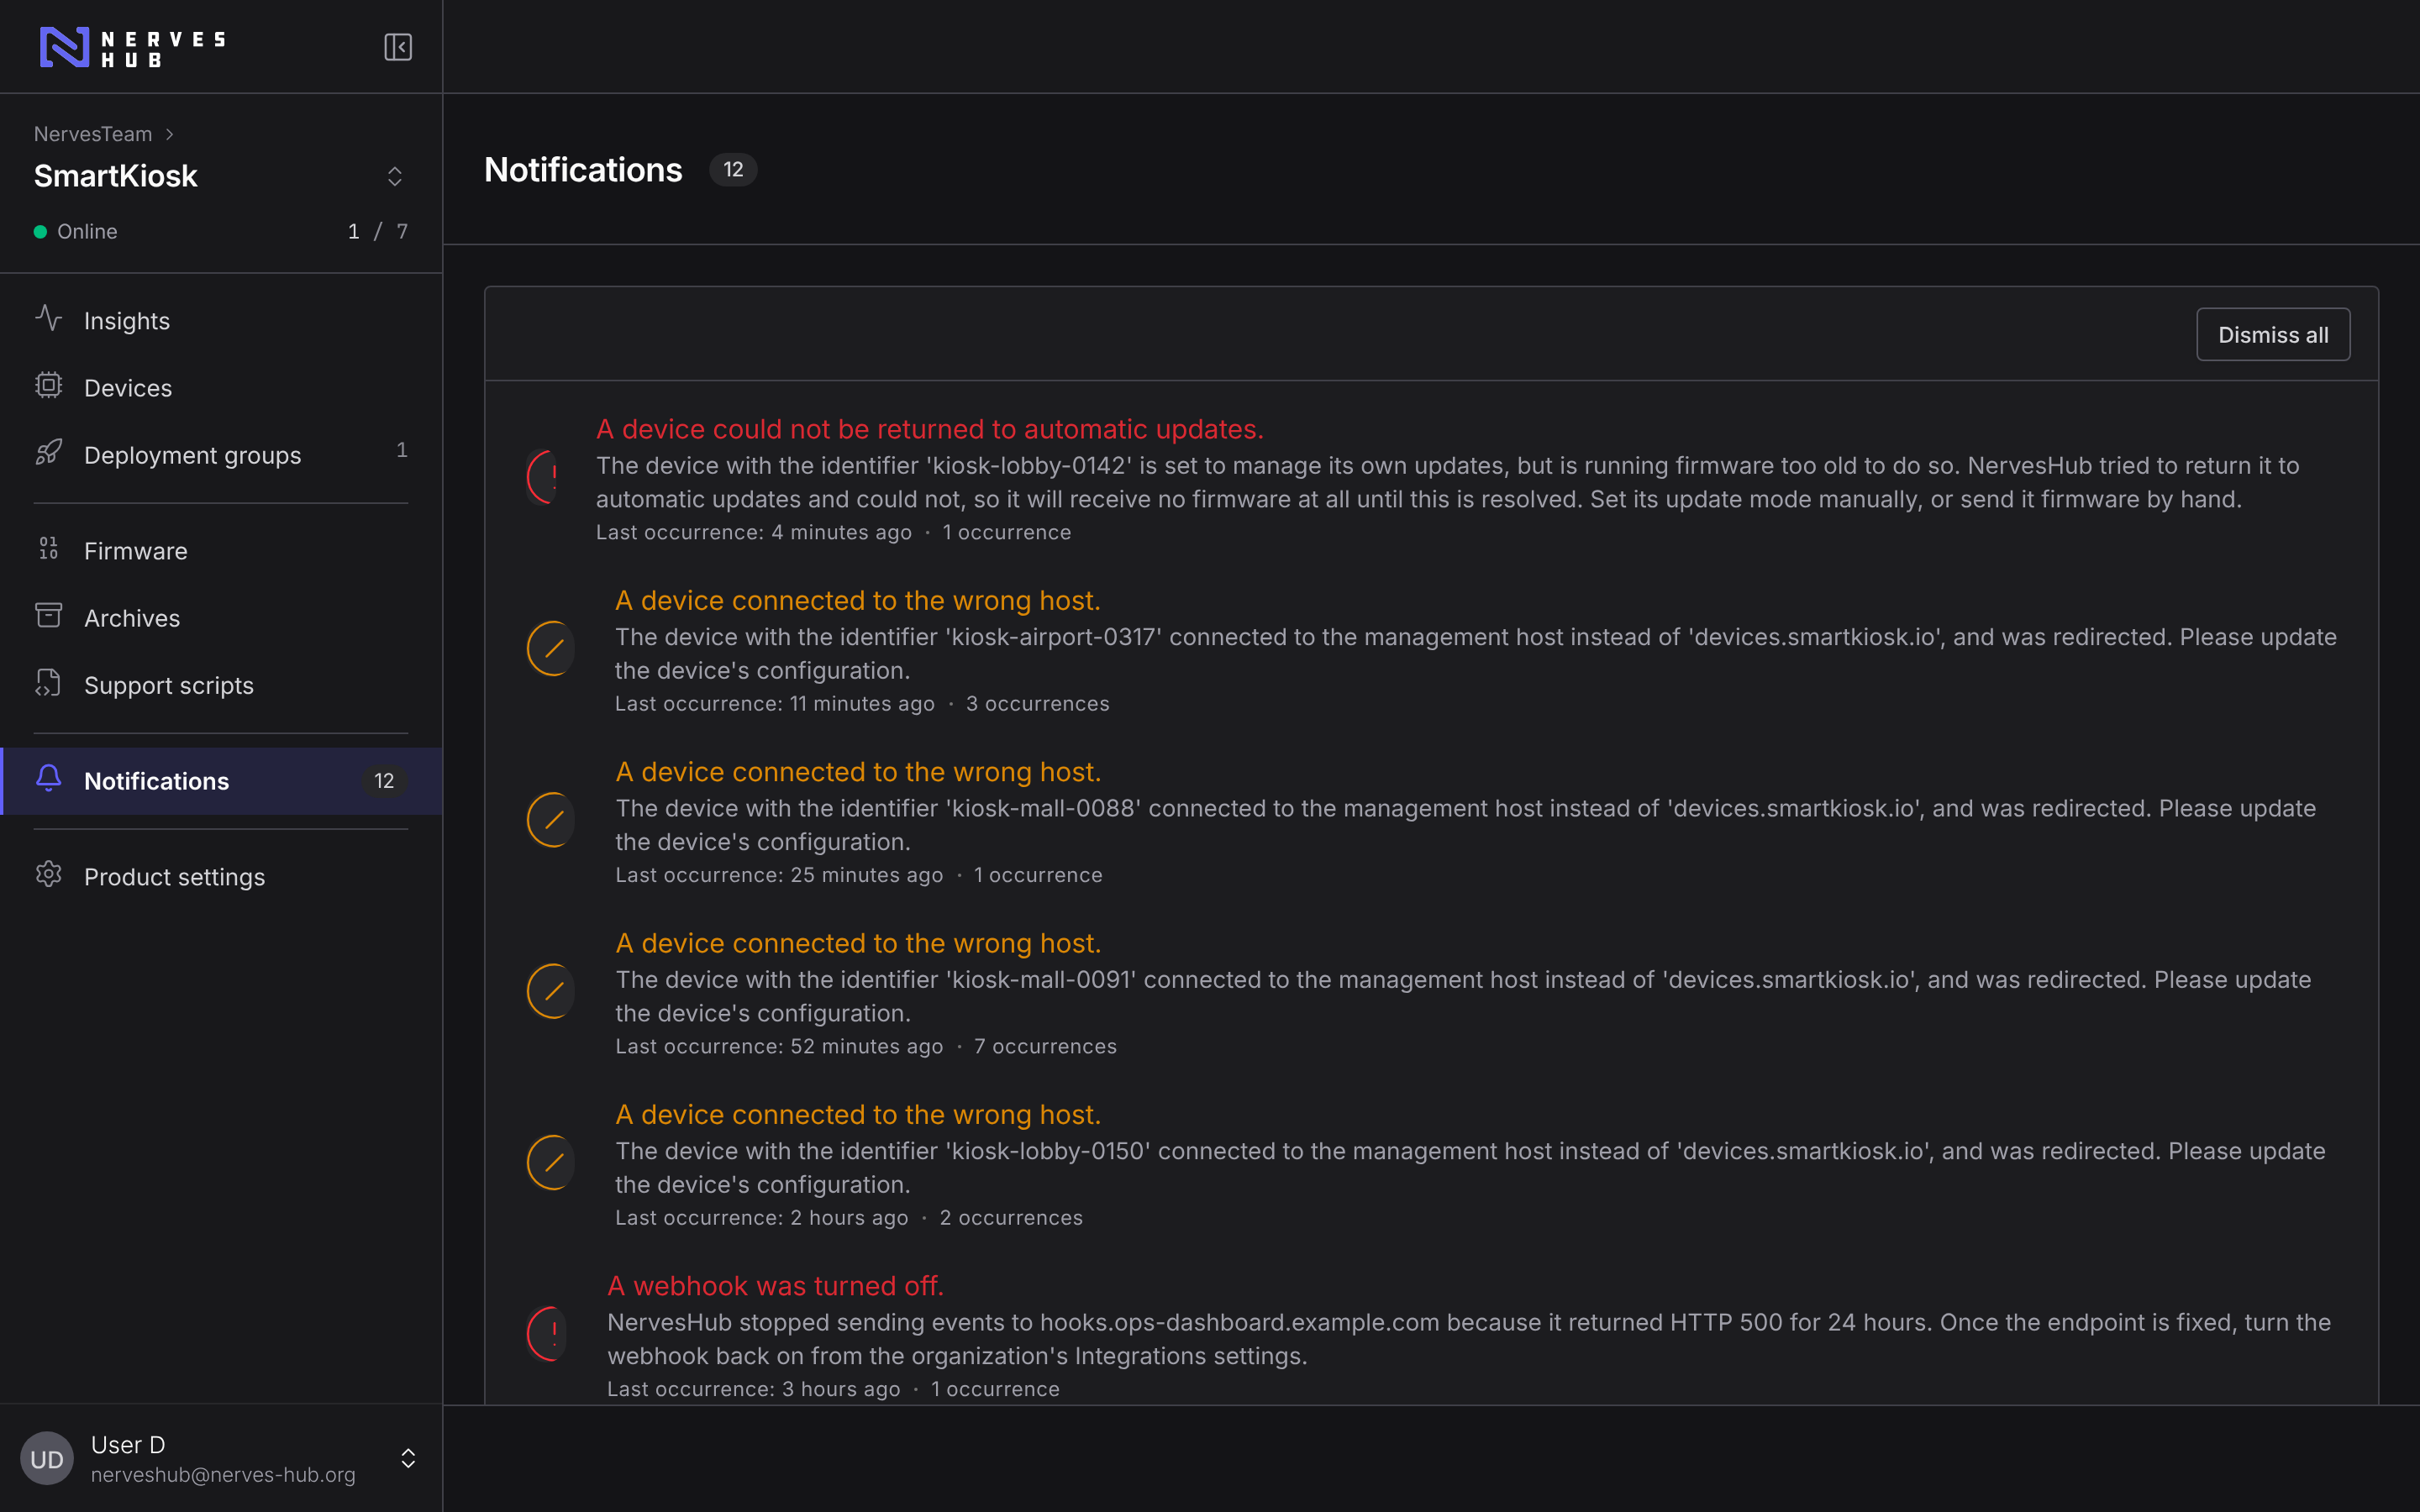 NERVES
HUB
NervesTeam
SmartKiosk
Online 1 / 7
Insights
Devices
Deployment groups 1
Firmware
Archives
Support scripts
Notifications 12
Product settings
UD
User D
nerveshub@nerves-hub.org
Notifications 12
Dismiss all
A device could not be returned to automatic updates.
The device with the identifier 'kiosk-lobby-0142' is set to manage its own updates, but is running firmware too old to do so. NervesHub tried to return it to
automatic updates and could not, so it will receive no firmware at all until this is resolved. Set its update mode manually, or send it firmware by hand.
Last occurrence: 4 minutes ago · 1 occurrence
A device connected to the wrong host.
The device with the identifier 'kiosk-airport-0317' connected to the management host instead of 'devices.smartkiosk.io', and was redirected. Please update
the device's configuration.
Last occurrence: 11 minutes ago · 3 occurrences
A device connected to the wrong host.
The device with the identifier 'kiosk-mall-0088' connected to the management host instead of 'devices.smartkiosk.io', and was redirected. Please update
the device's configuration.
Last occurrence: 25 minutes ago · 1 occurrence
A device connected to the wrong host.
The device with the identifier 'kiosk-mall-0091' connected to the management host instead of 'devices.smartkiosk.io', and was redirected. Please update
the device's configuration.
Last occurrence: 52 minutes ago · 7 occurrences
A device connected to the wrong host.
The device with the identifier 'kiosk-lobby-0150' connected to the management host instead of 'devices.smartkiosk.io', and was redirected. Please update
the device's configuration.
Last occurrence: 2 hours ago · 2 occurrences
A webhook was turned off.
NervesHub stopped sending events to hooks.ops-dashboard.example.com because it returned HTTP 500 for 24 hours. Once the endpoint is fixed, turn the
webhook back on from the organization's Integrations settings.
Last occurrence: 3 hours ago · 1 occurrence